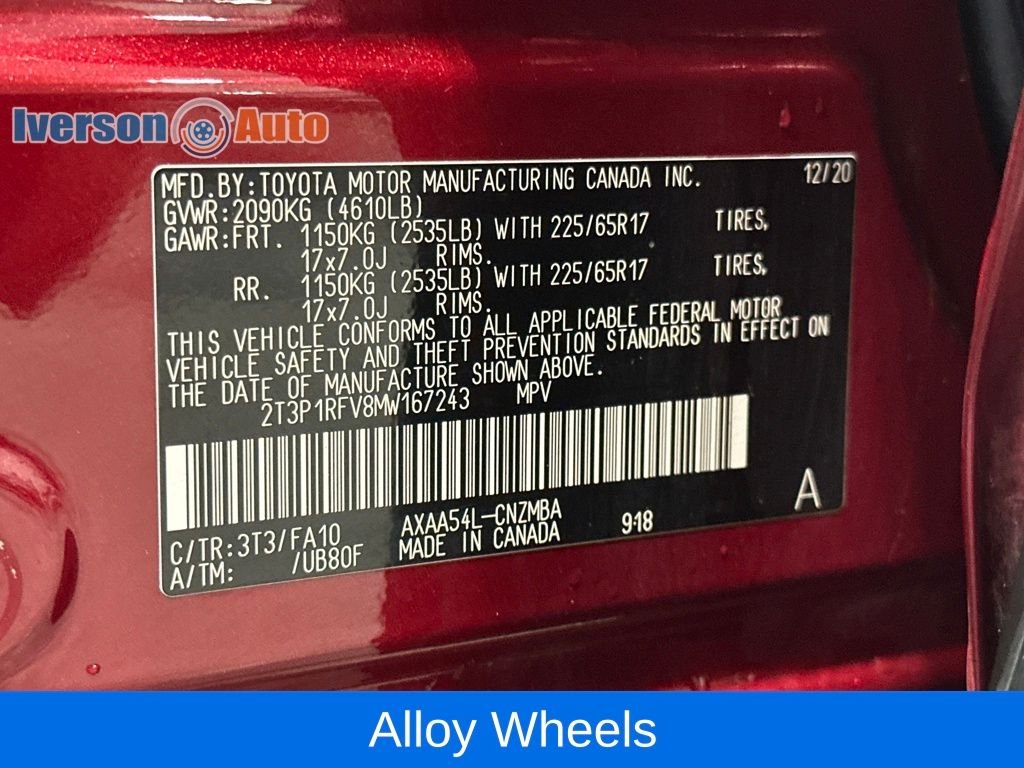 Iverson Auto
MFD.BY:TOYOTA MOTOR MANUFACTURING CANADA INC. 12/20
GVWR:2090KG (4610LB)
GAWR:FRT. 1150KG (2535LB) WITH 225/65R17 TIRES,
17x7.0J RIMS.
RR. 1150KG (2535LB) WITH 225/65R17 TIRES,
17x7.0J RIMS.
THIS VEHICLE CONFORMS TO ALL APPLICABLE FEDERAL MOTOR
VEHICLE SAFETY AND THEFT PREVENTION STANDARDS IN EFFECT ON
THE DATE OF MANUFACTURE SHOWN ABOVE.
2T3P1RFV8MW167243 MPV
A
C/TR:3T3/FA10 AXAA54L-CNZMBA 918
A/TM: /UB80F MADE IN CANADA
Alloy Wheels